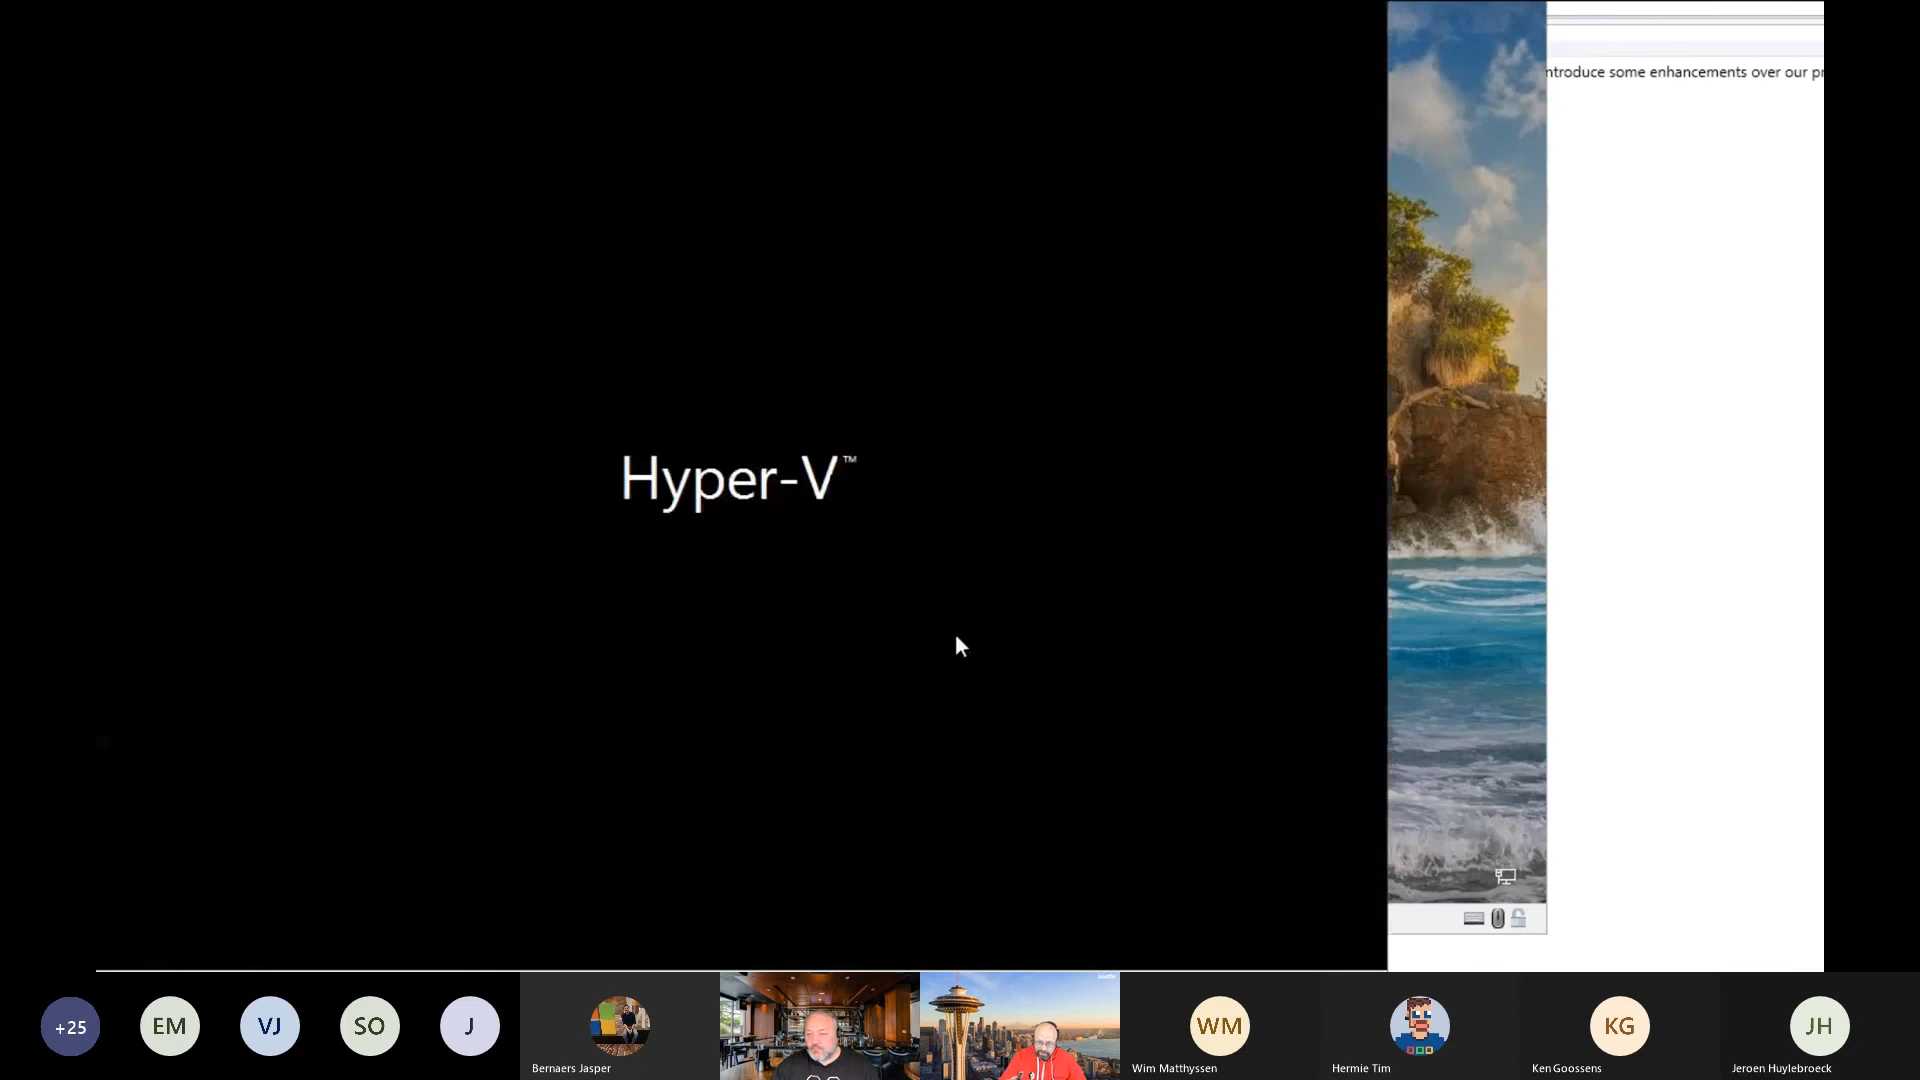 ntroduce some enhancements over our pr
Hyper-V™
+25
EM
VJ
SO
J
WM
KG
JH
Bernaers Jasper
Wim Matthyssen
Hermie Tim
Ken Goossens
Jeroen Huylebroeck